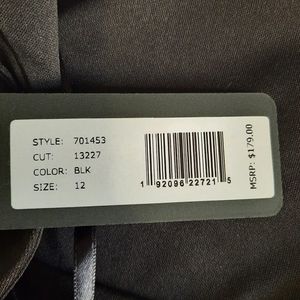 STYLE: 701453
CUT: 13227
COLOR: BLK
SIZE: 12
1 92096 22721 5
MSRP: $179.00